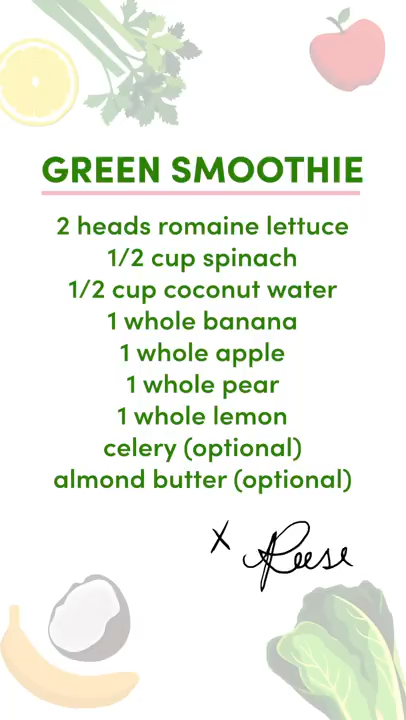 GREEN SMOOTHIE
2 heads romaine lettuce
1/2 cup spinach
1/2 cup coconut water
1 whole banana
1 whole apple
1 whole pear
1 whole lemon
celery (optional)
almond butter (optional)
x Reese